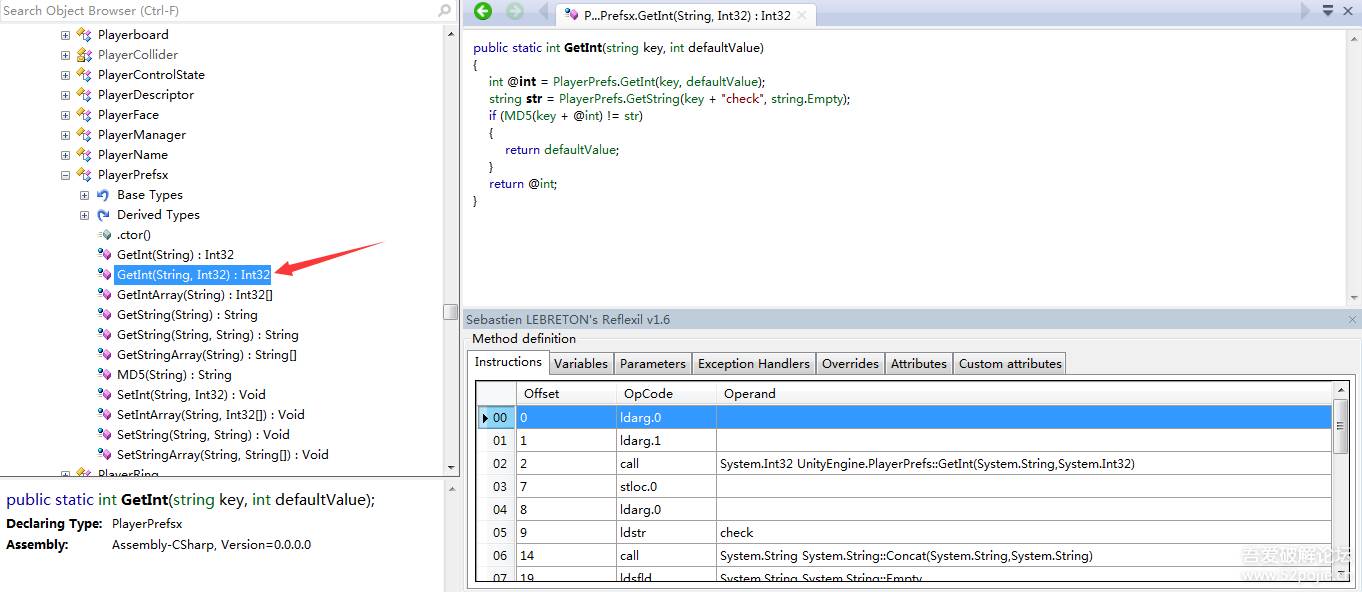 Search Object Browser (Ctrl-F)
Playerboard
PlayerCollider
PlayerControlState
PlayerDescriptor
PlayerFace
PlayerManager
PlayerName
PlayerPrefsx
Base Types
Derived Types
.ctor()
GetInt(String) : Int32
GetInt(String, Int32) : Int32
GetIntArray(String) : Int32[]
GetString(String) : String
GetString(String, String) : String
GetStringArray(String) : String[]
MD5(String) : String
SetInt(String, Int32) : Void
SetIntArray(String, Int32[]) : Void
SetString(String, String) : Void
SetStringArray(String, String[]) : Void
PlayerRing
public static int GetInt(string key, int defaultValue);
Declaring Type: PlayerPrefsx
Assembly: Assembly-CSharp, Version=0.0.0.0
P...Prefsx.GetInt(String, Int32) : Int32
public static int GetInt(string key, int defaultValue)
{
int @int = PlayerPrefs.GetInt(key, defaultValue);
string str = PlayerPrefs.GetString(key + "check", string.Empty);
if (MD5(key + @int) != str)
{
return defaultValue;
}
return @int;
}
Sebastien LEBRETON's Reflexil v1.6
Method definition
Instructions Variables Parameters Exception Handlers Overrides Attributes Custom attributes
Offset OpCode Operand
00 0 ldarg.0
01 1 ldarg.1
02 2 call System.Int32 UnityEngine.PlayerPrefs::GetInt(System.String,System.Int32)
03 7 stloc.0
04 8 ldarg.0
05 9 ldstr check
06 14 call System.String System.String::Concat(System.String,System.String)
07 19 ldsfld System.String System.String::Empty
吾爱破解论坛
www.52pojie.cn